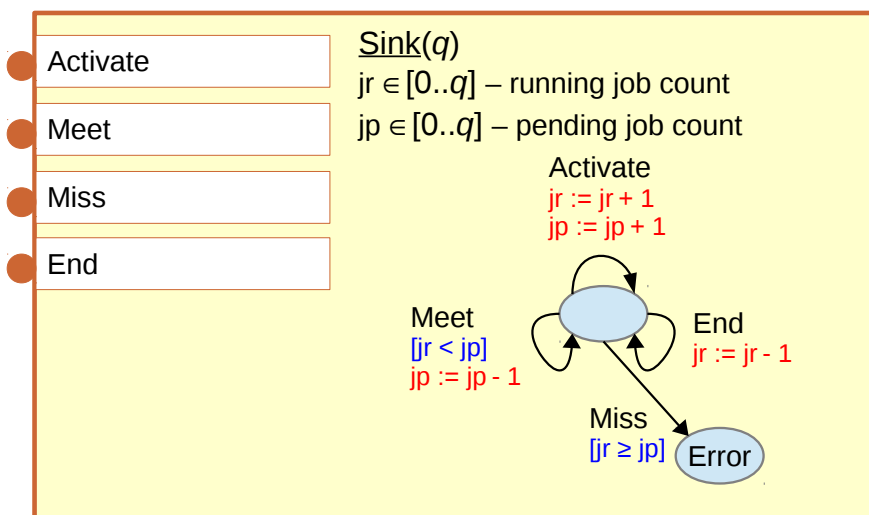 Activate
Meet
Miss
End
Sink(q)
jr ∈ [0..q] – running job count
jp ∈ [0..q] – pending job count
Activate
jr := jr + 1
jp := jp + 1
Meet
[jr < jp]
jp := jp - 1
End
jr := jr - 1
Miss
[jr ≥ jp]
Error